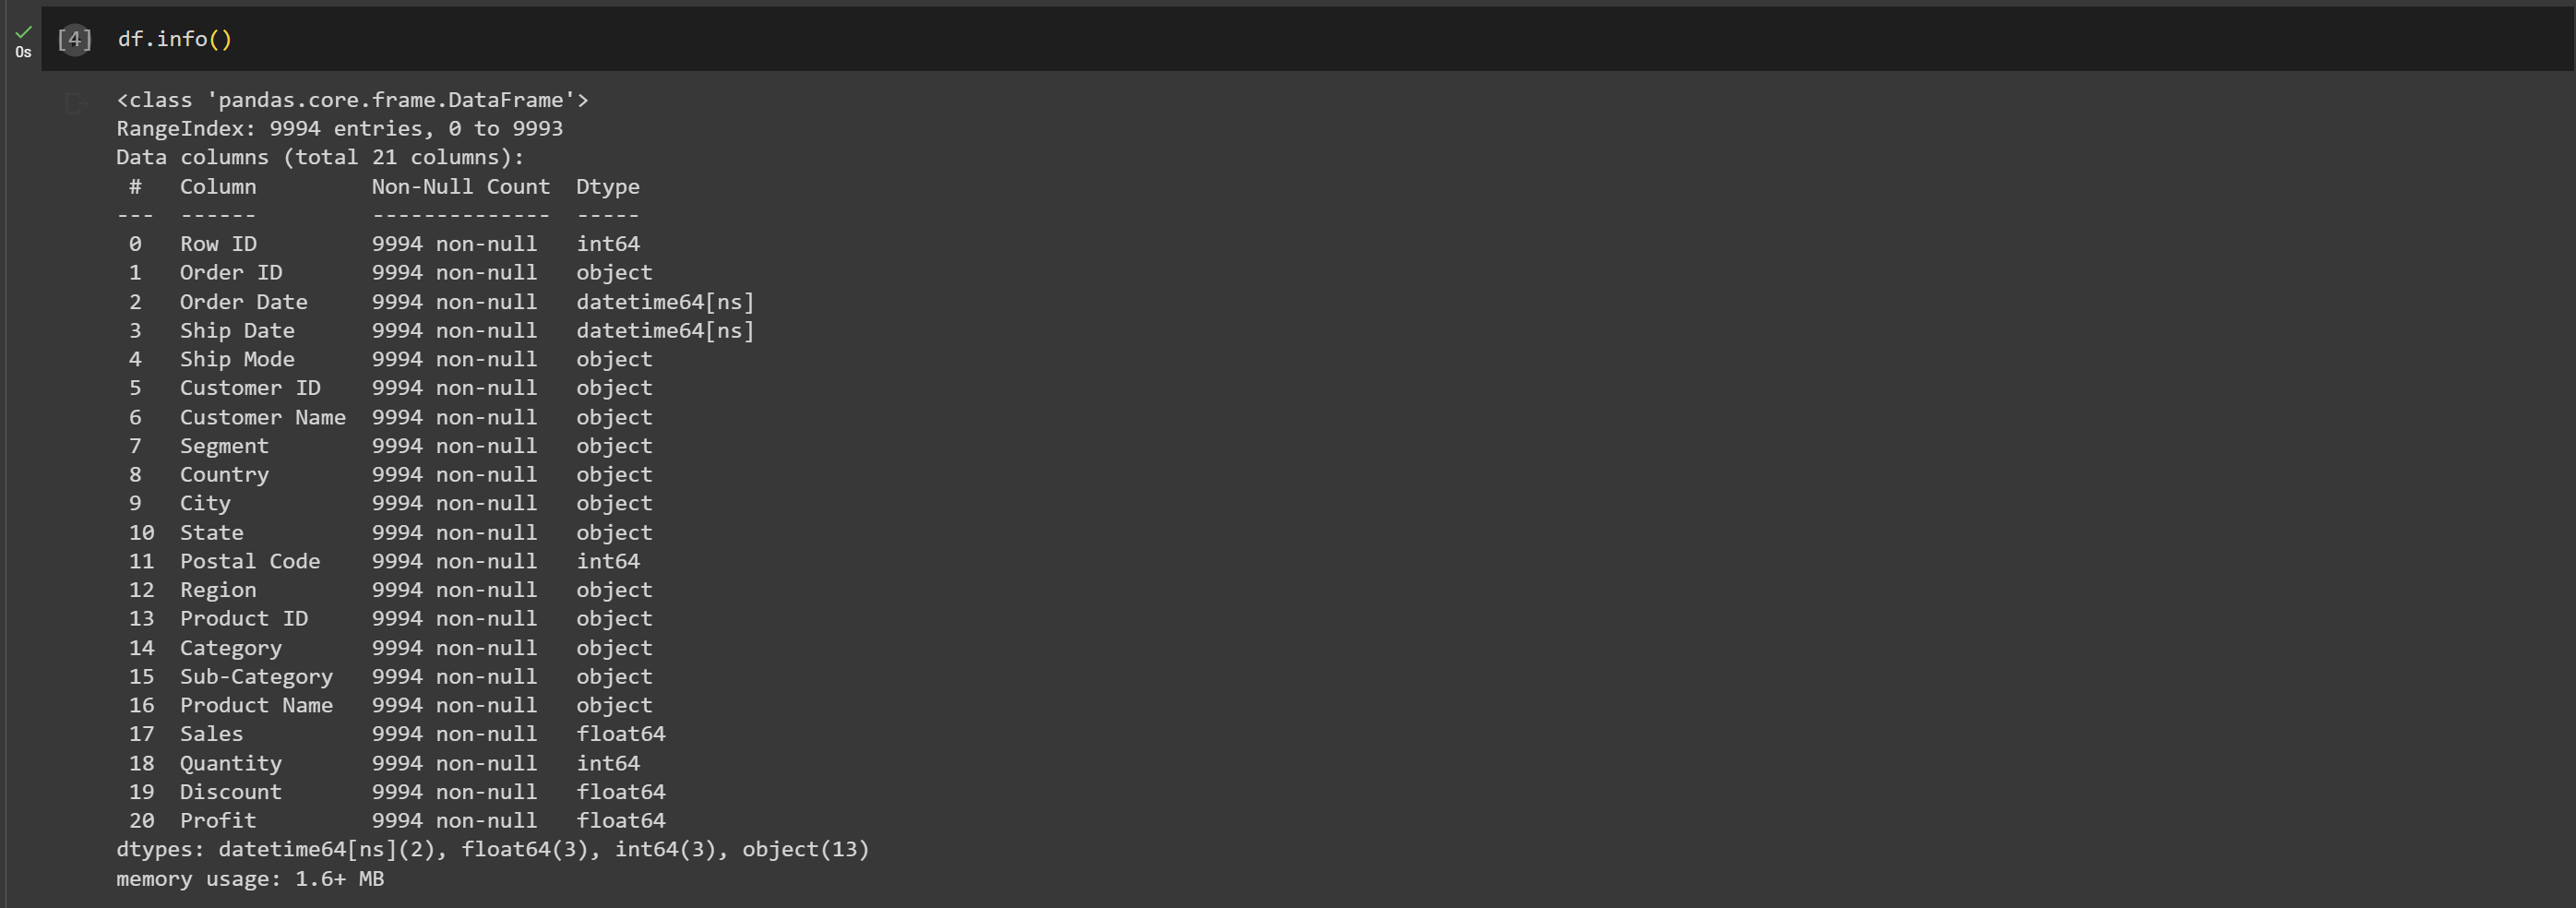 [4] df.info()
0s
<class 'pandas.core.frame.DataFrame'>
RangeIndex: 9994 entries, 0 to 9993
Data columns (total 21 columns):
 #   Column         Non-Null Count  Dtype
---  ------         --------------  -----
 0   Row ID         9994 non-null   int64
 1   Order ID       9994 non-null   object
 2   Order Date     9994 non-null   datetime64[ns]
 3   Ship Date      9994 non-null   datetime64[ns]
 4   Ship Mode      9994 non-null   object
 5   Customer ID    9994 non-null   object
 6   Customer Name  9994 non-null   object
 7   Segment        9994 non-null   object
 8   Country        9994 non-null   object
 9   City           9994 non-null   object
 10  State          9994 non-null   object
 11  Postal Code    9994 non-null   int64
 12  Region         9994 non-null   object
 13  Product ID     9994 non-null   object
 14  Category       9994 non-null   object
 15  Sub-Category   9994 non-null   object
 16  Product Name   9994 non-null   object
 17  Sales          9994 non-null   float64
 18  Quantity       9994 non-null   int64
 19  Discount       9994 non-null   float64
 20  Profit         9994 non-null   float64
dtypes: datetime64[ns](2), float64(3), int64(3), object(13)
memory usage: 1.6+ MB